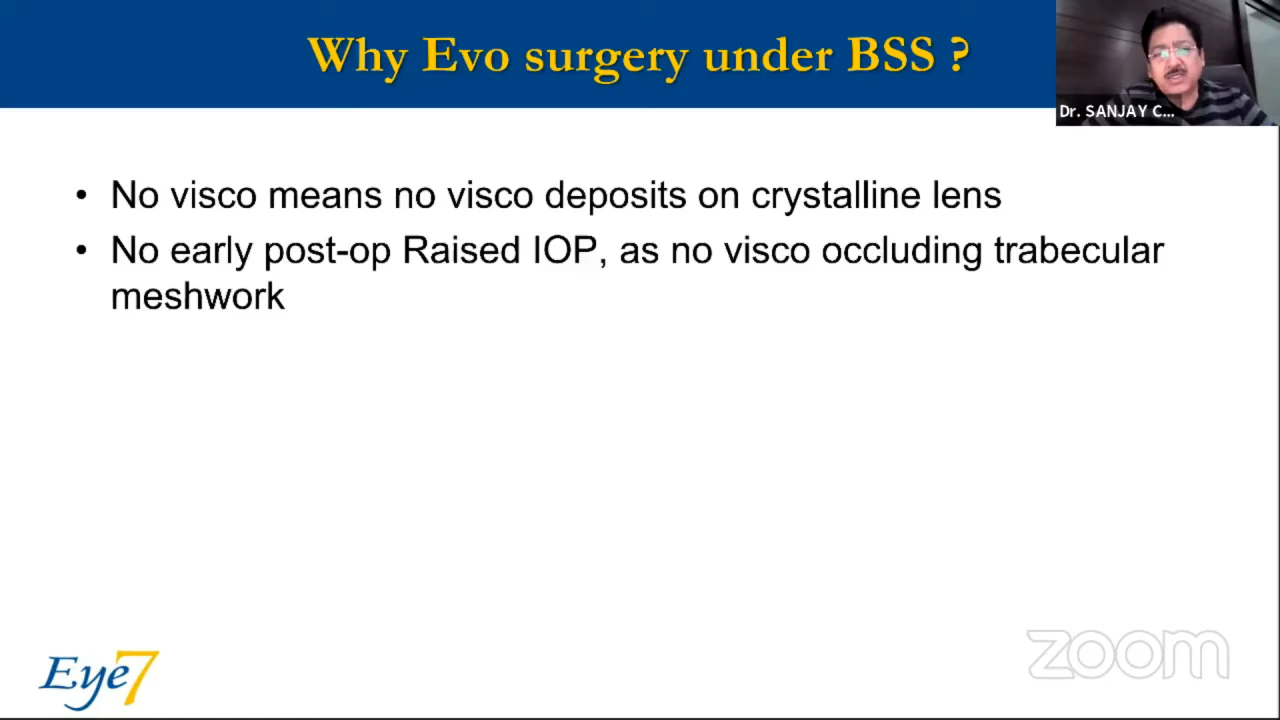 Why Evo surgery under BSS ?
Dr. SANJAY C...
• No visco means no visco deposits on crystalline lens
• No early post-op Raised IOP, as no visco occluding trabecular
meshwork
Eye7
zoom